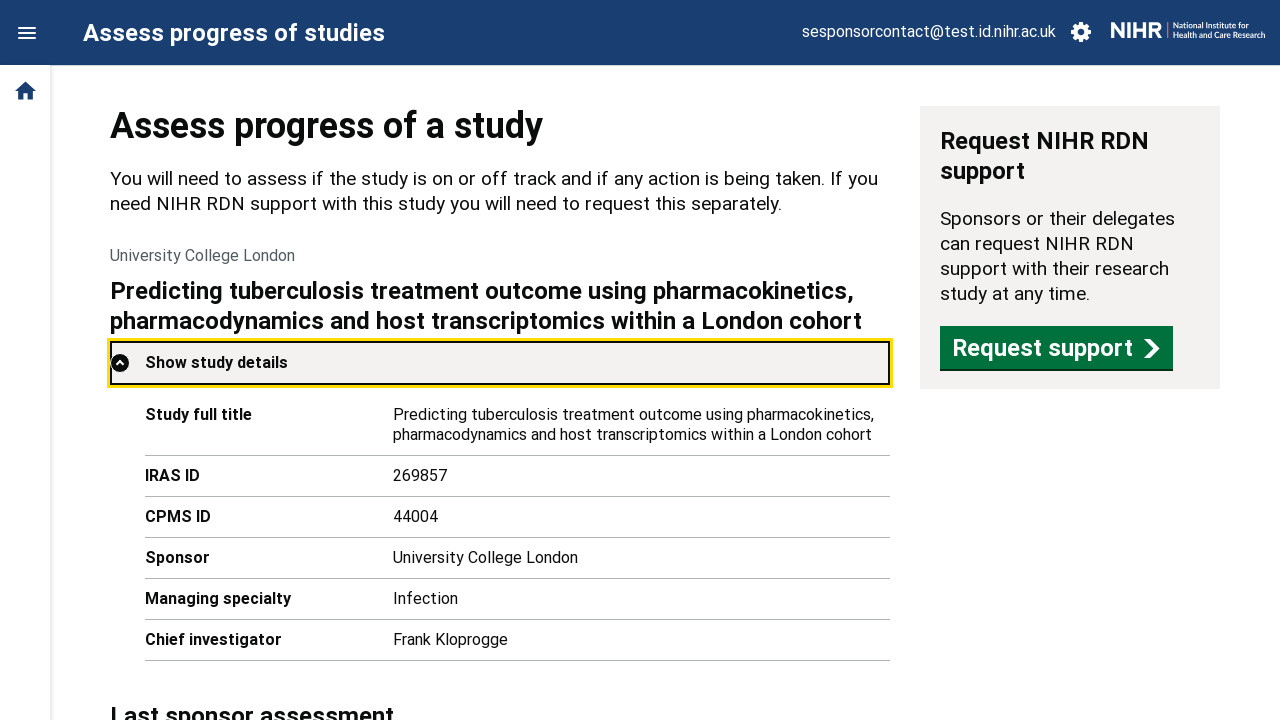 Assess progress of studies
sesponsorcontact@test.id.nihr.ac.uk
NIHR
National Institute for
Health and Care Research
Assess progress of a study
You will need to assess if the study is on or off track and if any action is being taken. If you
need NIHR RDN support with this study you will need to request this separately.
University College London
Predicting tuberculosis treatment outcome using pharmacokinetics,
pharmacodynamics and host transcriptomics within a London cohort
Show study details
Study full title
Predicting tuberculosis treatment outcome using pharmacokinetics,
pharmacodynamics and host transcriptomics within a London cohort
IRAS ID
269857
CPMS ID
44004
Sponsor
University College London
Managing specialty
Infection
Chief investigator
Frank Kloprogge
Last sponsor assessment
Request NIHR RDN
support
Sponsors or their delegates
can request NIHR RDN
support with their research
study at any time.
Request support